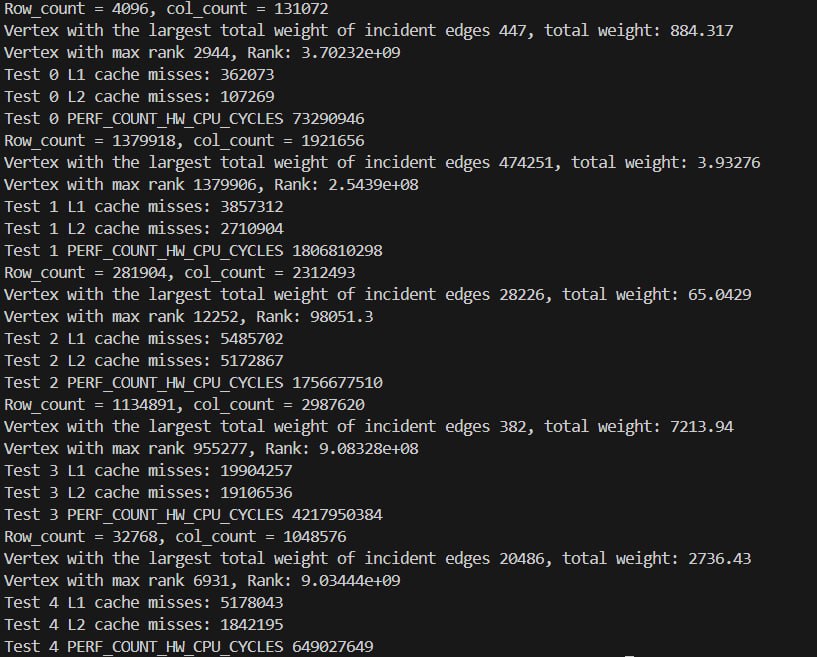 Row_count = 4096, col_count = 131072
Vertex with the largest total weight of incident edges 447, total weight: 884.317
Vertex with max rank 2944, Rank: 3.70232e+09
Test 0 L1 cache misses: 362073
Test 0 L2 cache misses: 107269
Test 0 PERF_COUNT_HW_CPU_CYCLES 73290946
Row_count = 1379918, col_count = 1921656
Vertex with the largest total weight of incident edges 474251, total weight: 3.93276
Vertex with max rank 1379906, Rank: 2.5439e+08
Test 1 L1 cache misses: 3857312
Test 1 L2 cache misses: 2710904
Test 1 PERF_COUNT_HW_CPU_CYCLES 1806810298
Row_count = 281904, col_count = 2312493
Vertex with the largest total weight of incident edges 28226, total weight: 65.0429
Vertex with max rank 12252, Rank: 98051.3
Test 2 L1 cache misses: 5485702
Test 2 L2 cache misses: 5172867
Test 2 PERF_COUNT_HW_CPU_CYCLES 1756677510
Row_count = 1134891, col_count = 2987620
Vertex with the largest total weight of incident edges 382, total weight: 7213.94
Vertex with max rank 955277, Rank: 9.08328e+08
Test 3 L1 cache misses: 19904257
Test 3 L2 cache misses: 19106536
Test 3 PERF_COUNT_HW_CPU_CYCLES 4217950384
Row_count = 32768, col_count = 1048576
Vertex with the largest total weight of incident edges 20486, total weight: 2736.43
Vertex with max rank 6931, Rank: 9.03444e+09
Test 4 L1 cache misses: 5178043
Test 4 L2 cache misses: 1842195
Test 4 PERF_COUNT_HW_CPU_CYCLES 649027649